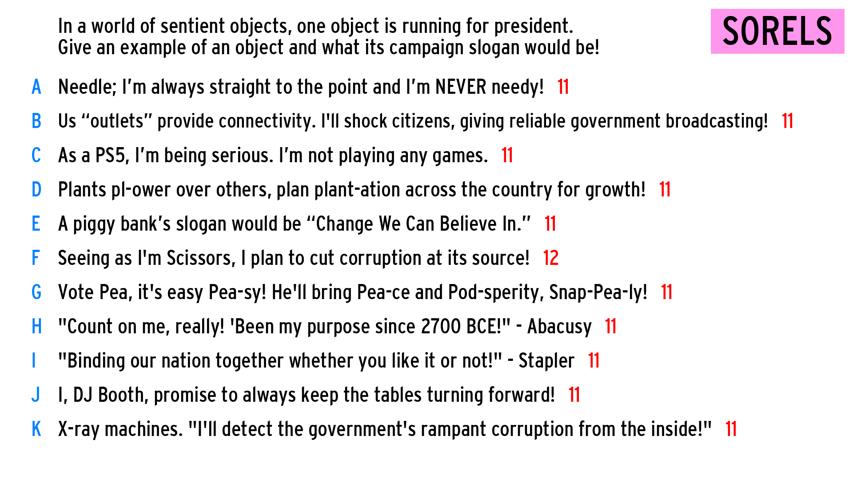 In a world of sentient objects, one object is running for president.
Give an example of an object and what its campaign slogan would be!
SORELS
A Needle; I'm always straight to the point and I'm NEVER needy! 11
B Us “outlets” provide connectivity. I'll shock citizens, giving reliable government broadcasting! 11
C As a PS5, I’m being serious. I’m not playing any games. 11
D Plants pl-ower over others, plan plant-ation across the country for growth! 11
E A piggy bank’s slogan would be “Change We Can Believe In.” 11
F Seeing as I'm Scissors, I plan to cut corruption at its source! 12
G Vote Pea, it's easy Pea-sy! He'll bring Pea-ce and Pod-sperity, Snap-Pea-ly! 11
H "Count on me, really! 'Been my purpose since 2700 BCE!" - Abacusy 11
I "Binding our nation together whether you like it or not!" - Stapler 11
J I, DJ Booth, promise to always keep the tables turning forward! 11
K X-ray machines. "I'll detect the government's rampant corruption from the inside!" 11